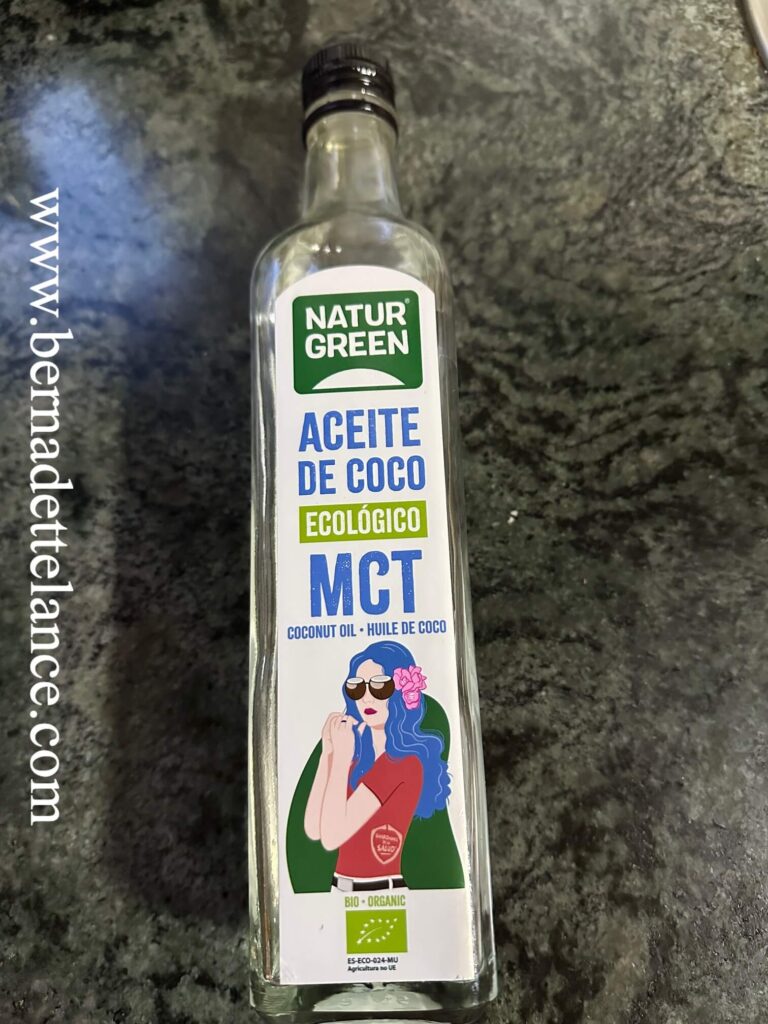 www.bernadettelance.com
NATUR®
GREEN
ACEITE
DE COCO
ECOLÓGICO
MCT
COCONUT OIL • HUILE DE COCO
SALUD
BIO • ORGANIC
ES-ECO-024-MU
Agricultura no UE